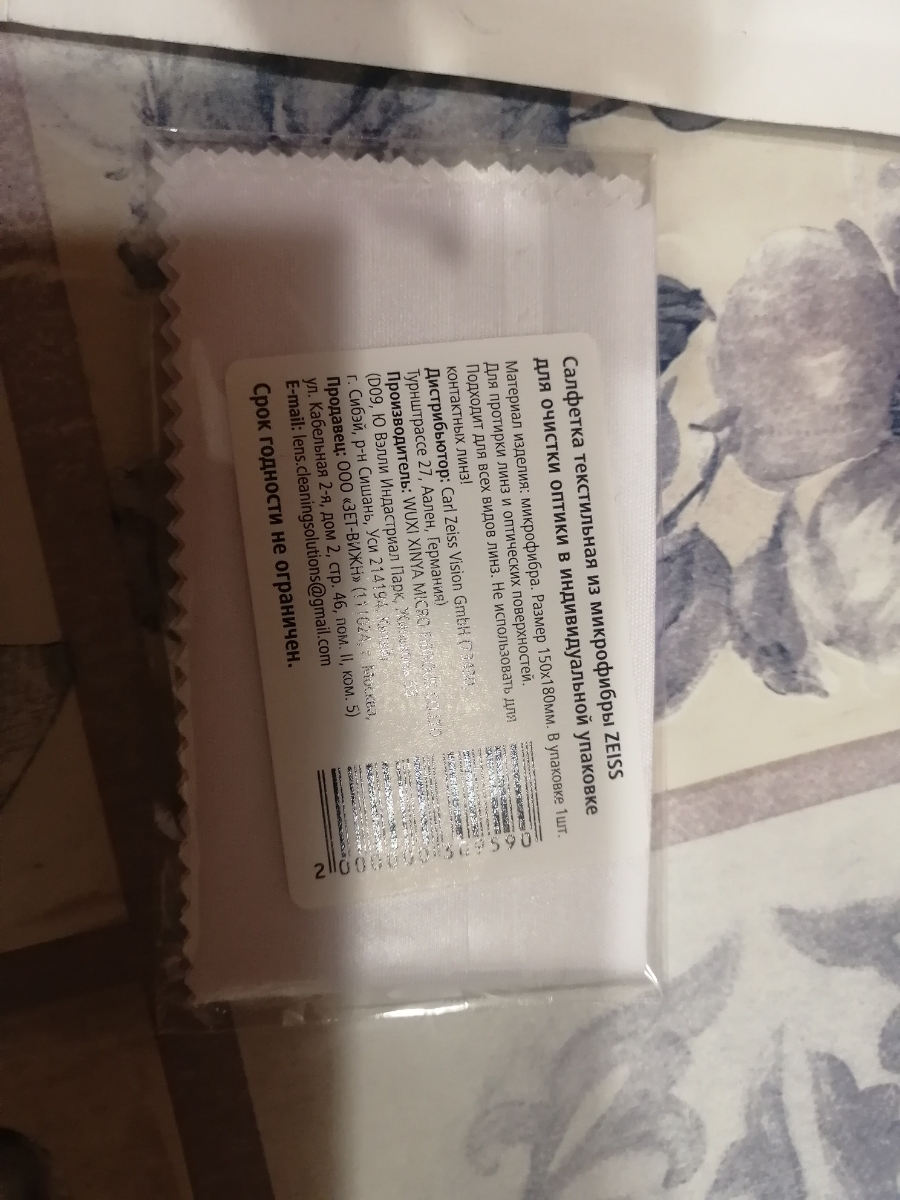 Салфетка текстильная из микрофибры ZEISS
для очистки оптики в индивидуальной упаковке
Материал изделия: микрофибра. Размер 150х180мм. В упаковке 1шт.
Для протирки линз и оптических поверхностей.
Подходит для всех видов линз. Не использовать для
контактных линз!
Дистрибьютор: Carl Zeiss Vision GmbH
Турнштрассе 27, Аален, Германия)
Производитель: WUXI XINYA MICRO
(D09, Ю Вэлли Индастриал Парк,
г. Сибэй, р-н Сишань, Уси 214194,
Продавец: ООО «ЗЕТ-ВИЖН» Москва,
ул. Кабельная 2-я, дом 2, стр. 46, пом. II, ком. 5)
E-mail: lens.cleaningsolutions@gmail.com
Срок годности не ограничен.